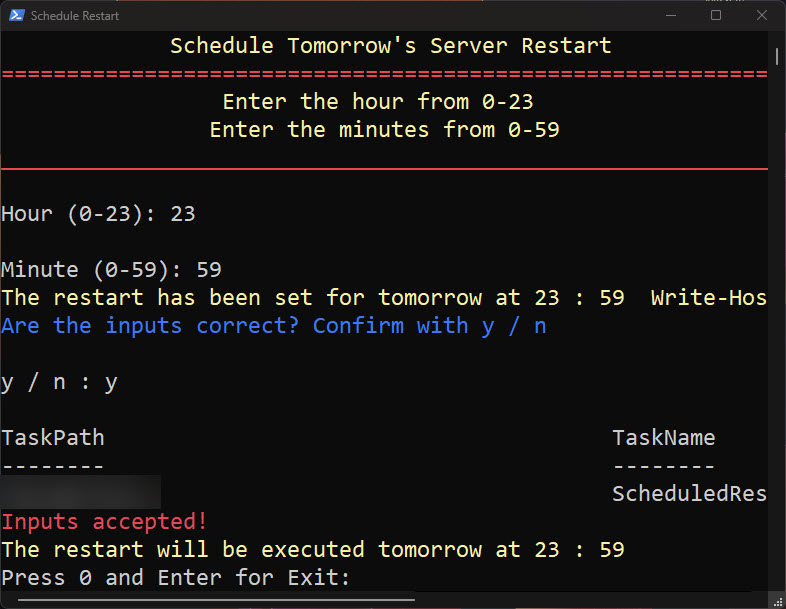 Schedule Restart
Schedule Tomorrow's Server Restart
===========================================================
Enter the hour from 0-23
Enter the minutes from 0-59
Hour (0-23): 23
Minute (0-59): 59
The restart has been set for tomorrow at 23 : 59  Write-Hos
Are the inputs correct? Confirm with y / n
y / n : y
TaskPath TaskName
-------- --------
ScheduledRes
Inputs accepted!
The restart will be executed tomorrow at 23 : 59
Press 0 and Enter for Exit: